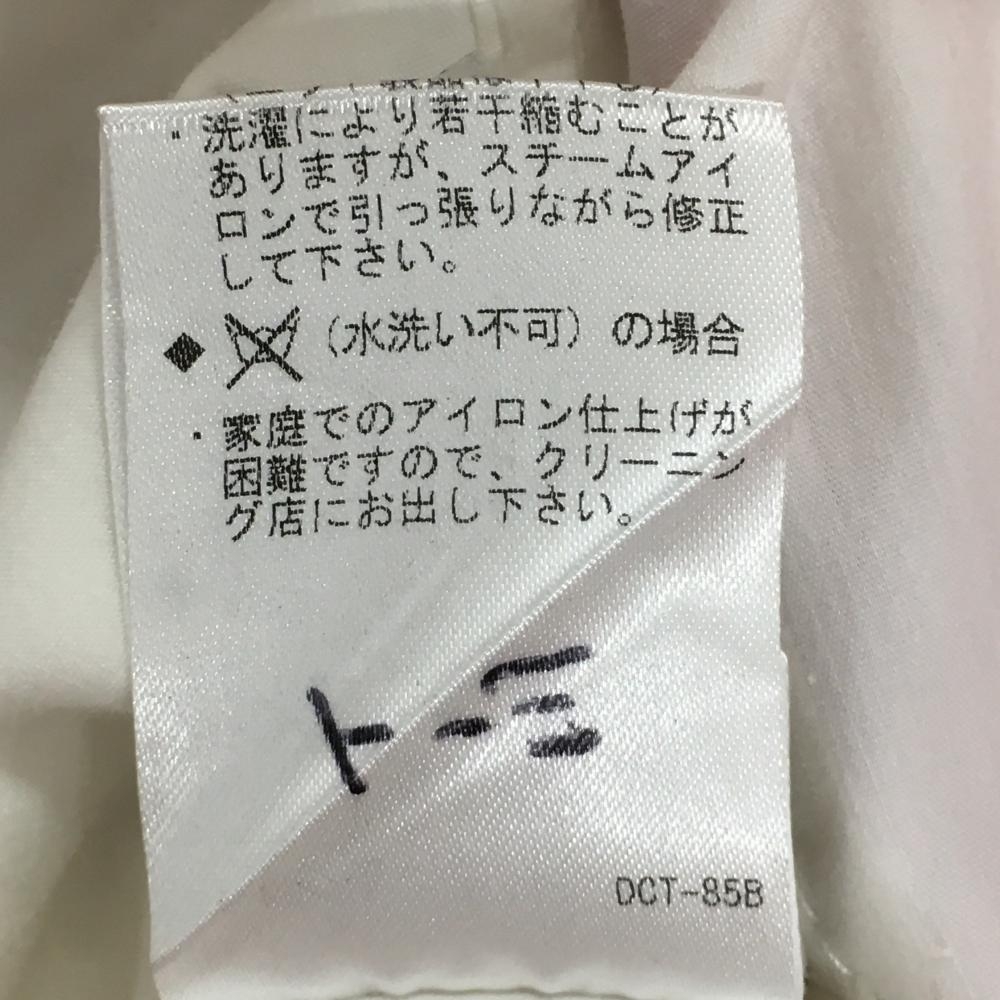 ・洗濯により若干縮むことが
ありますが、スチームアイ
ロンで引っ張りながら修正
して下さい。
◆（水洗い不可）の場合
・家庭でのアイロン仕上げが
困難ですので、クリーニン
グ店にお出し下さい。
DCT-85B